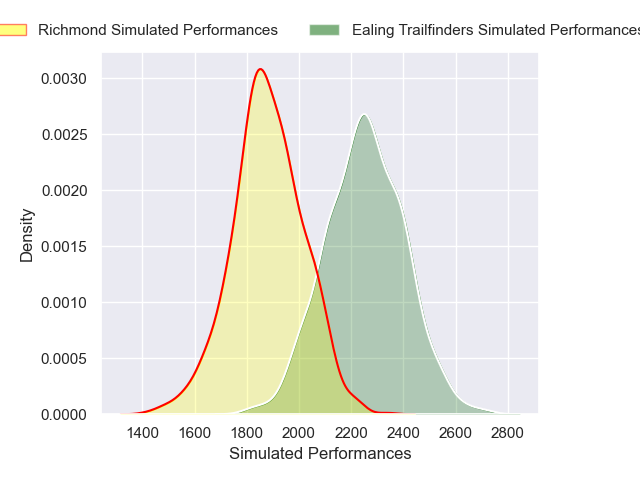 Richmond Simulated Performances
Ealing Trailfinders Simulated Performances
0.0030
0.0025
0.0020
0.0015
0.0010
0.0005
0.0000
Density
1400 1600 1800 2000 2200 2400 2600 2800
Simulated Performances